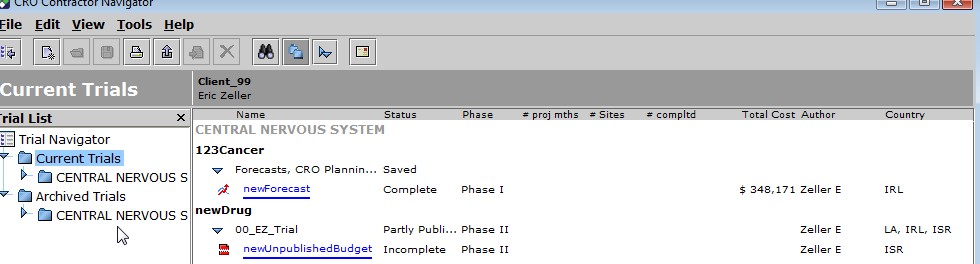 CRO Contractor Navigator
File Edit View Tools Help
Current Trials
Client_99
Eric Zeller
Trial List
Trial Navigator
Current Trials
CENTRAL NERVOUS S
Archived Trials
CENTRAL NERVOUS S
Name Status Phase # proj mths # Sites # compltd Total Cost Author Country
CENTRAL NERVOUS SYSTEM
123Cancer
Forecasts, CRO Plannin... Saved
newForecast Complete Phase I $ 348,171 Zeller E IRL
newDrug
00_EZ_Trial Partly Publi... Phase II Zeller E LA, IRL, ISR
newUnpublishedBudget Incomplete Phase II Zeller E ISR